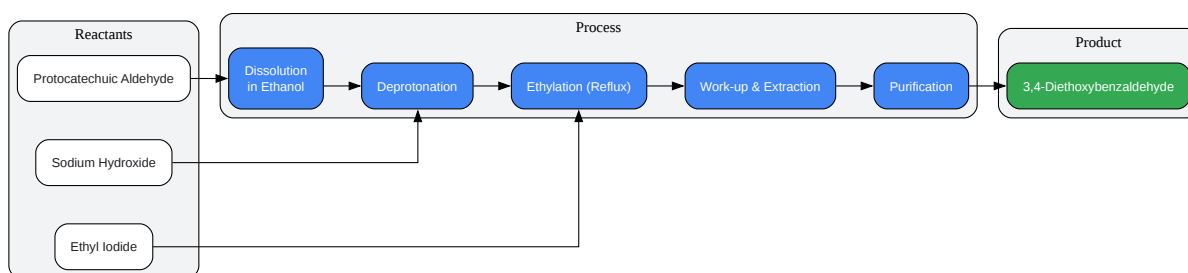 Reactants
Process
Product
Protocatechuic Aldehyde
Dissolution
in Ethanol
Deprotonation
Ethylation (Reflux)
Work-up & Extraction
Purification
3,4-Diethoxybenzaldehyde
Sodium Hydroxide
Ethyl Iodide